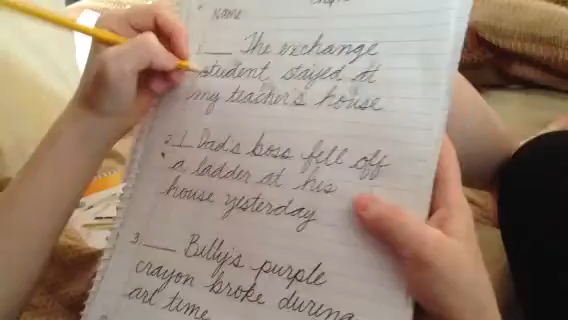 Name
1. ___ The exchange
student stayed at
my teacher's house
2. 1 Dad's boss fell off
a ladder at his
house yesterday
3. ___ Billy's purple
crayon broke during
art time